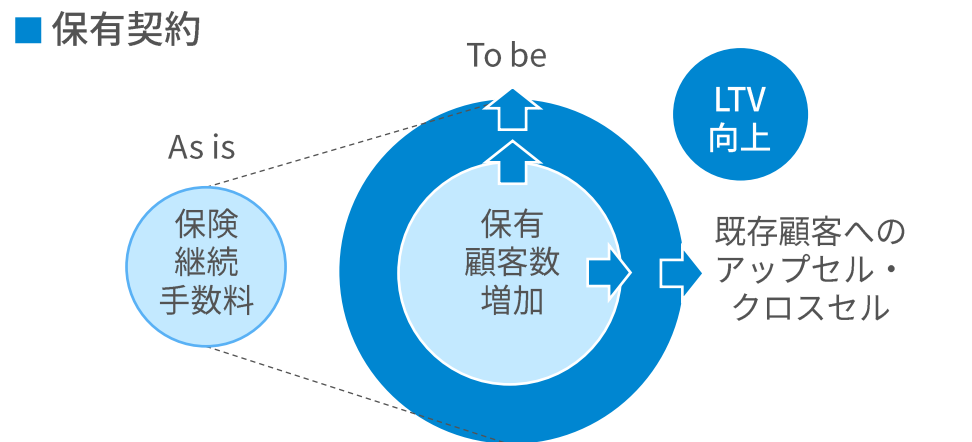 ■ 保有契約
To be
As is
LTV
向上
保険
継続
手数料
保有
顧客数
増加
既存顧客への
アップセル・
クロスセル